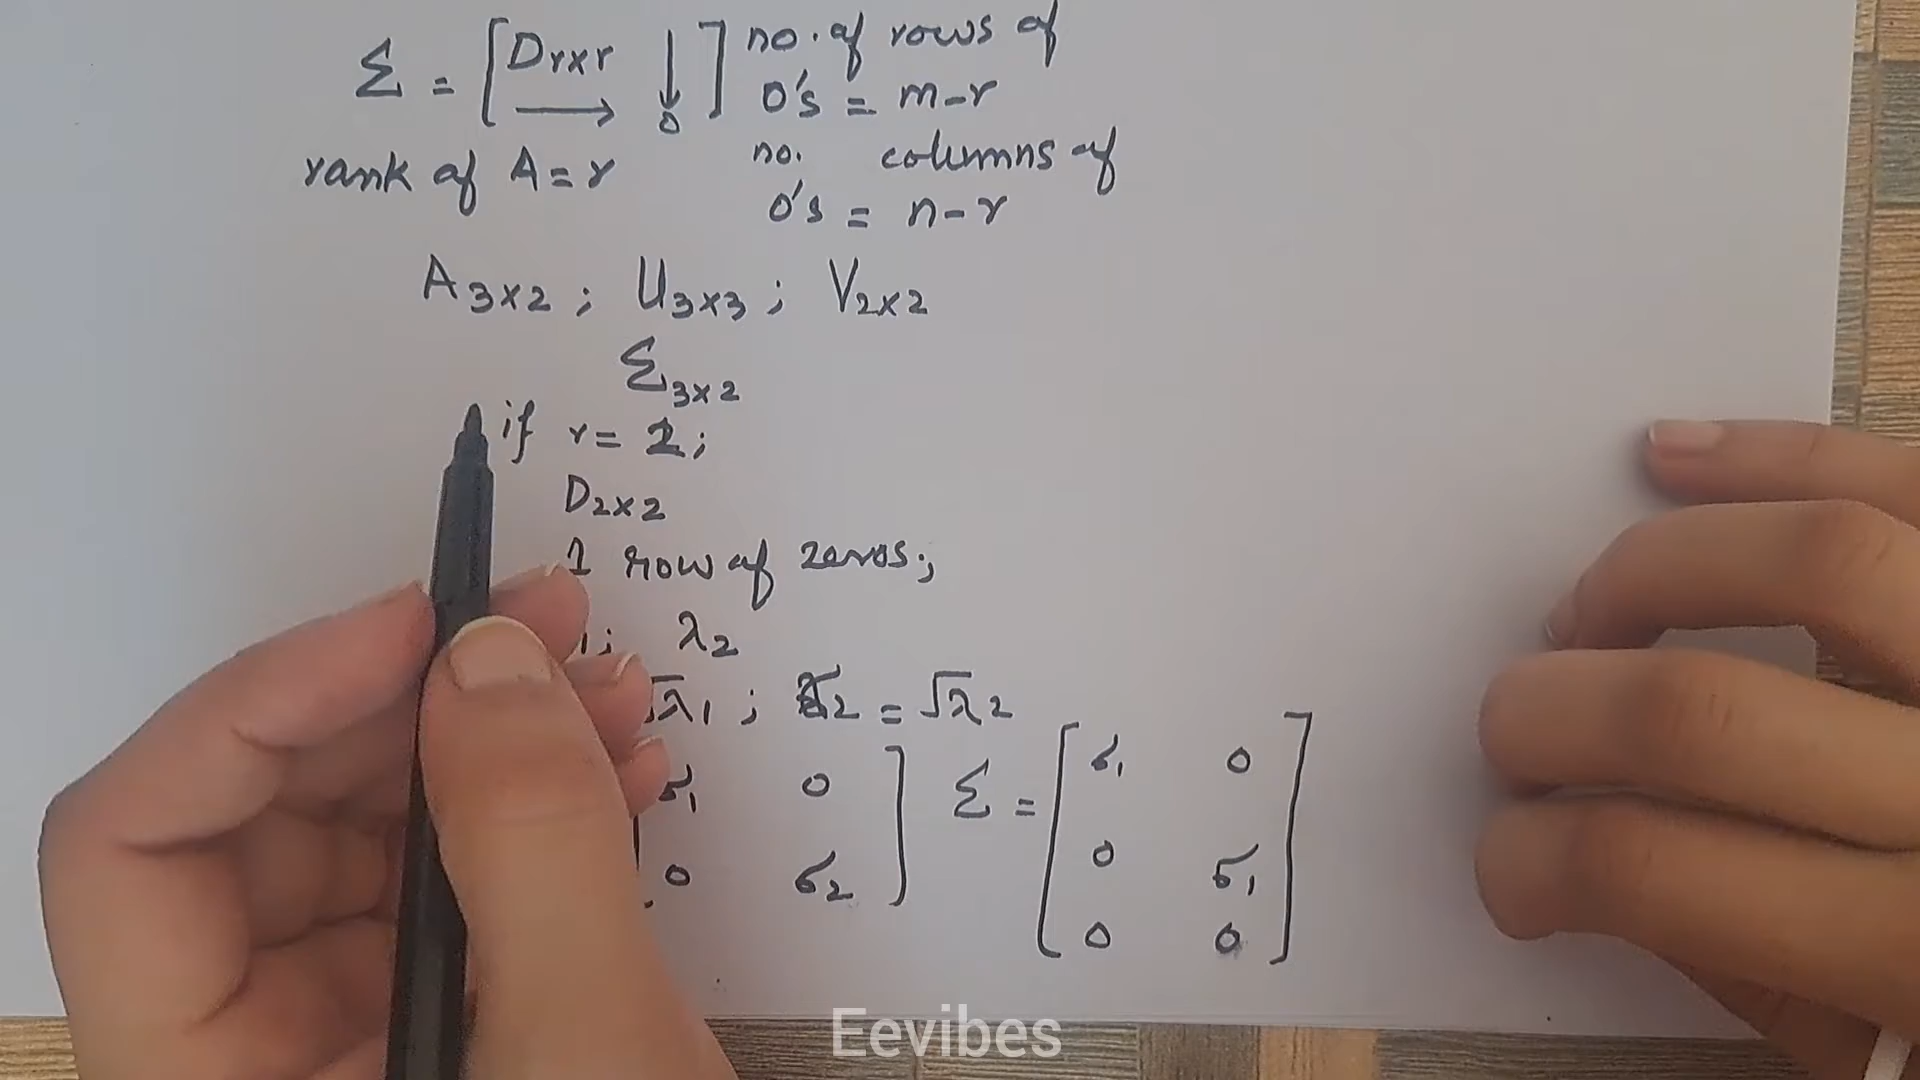 Σ = [ D r×r → ↓ 0 ] no. of rows of
0's = m-r
rank of A = r no. columns of
0's = n-r
A 3×2 ; U 3×3 ; V 2×2
Σ 3×2
if r = 2;
D 2×2
1 row of zeros;
1; λ2
√λ1 ; σ2 = √λ2
σ1 0 ] Σ = [ σ1 0
0 σ2 0 σ1
0 0 ]
Eevibes